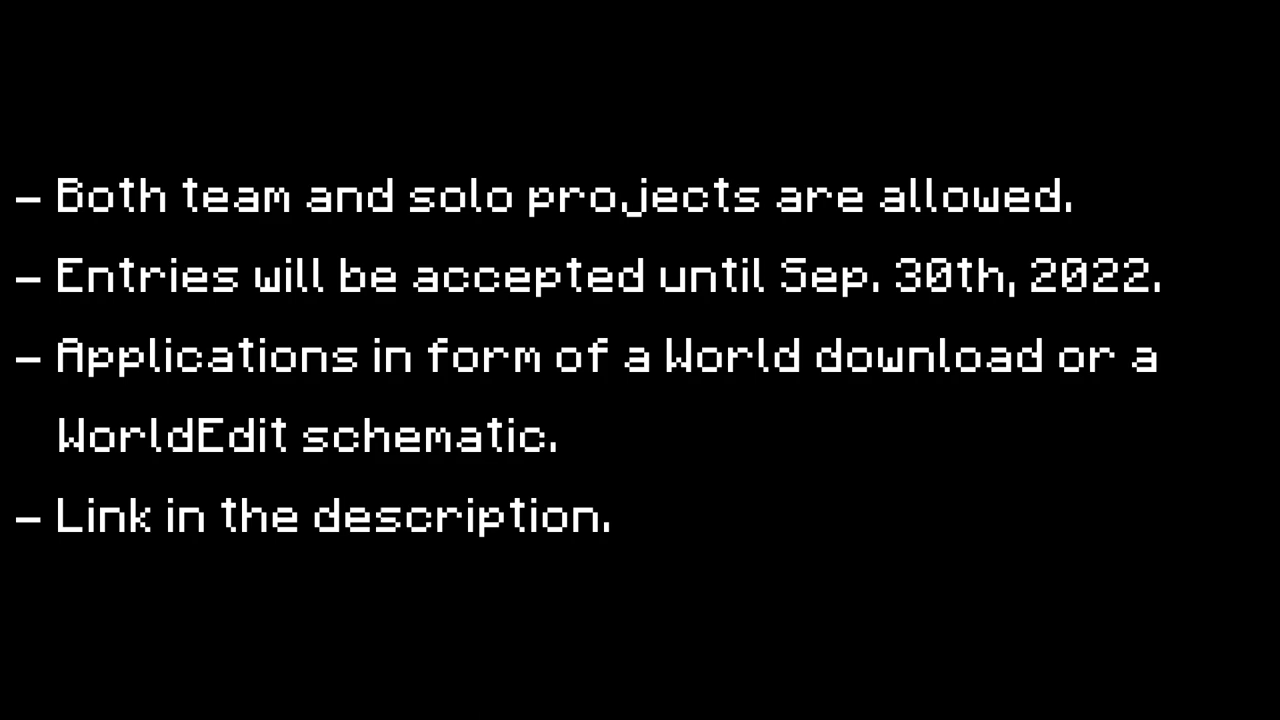 - Both team and solo projects are allowed.
- Entries will be accepted until Sep. 30th, 2022.
- Applications in form of a World download or a
WorldEdit schematic.
- Link in the description.